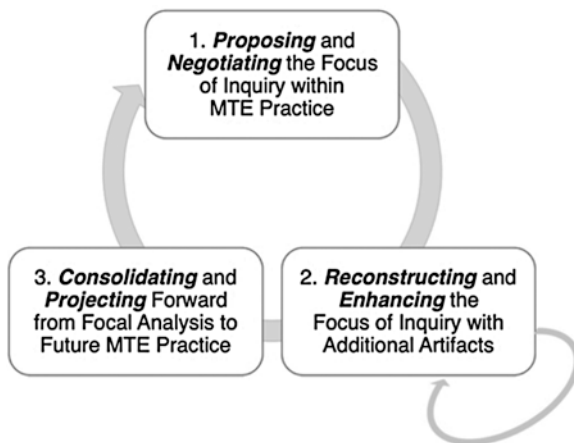 1. Proposing and
Negotiating the Focus
of Inquiry within
MTE Practice
3. Consolidating and
Projecting Forward
from Focal Analysis to
Future MTE Practice
2. Reconstructing and
Enhancing the
Focus of Inquiry with
Additional Artifacts